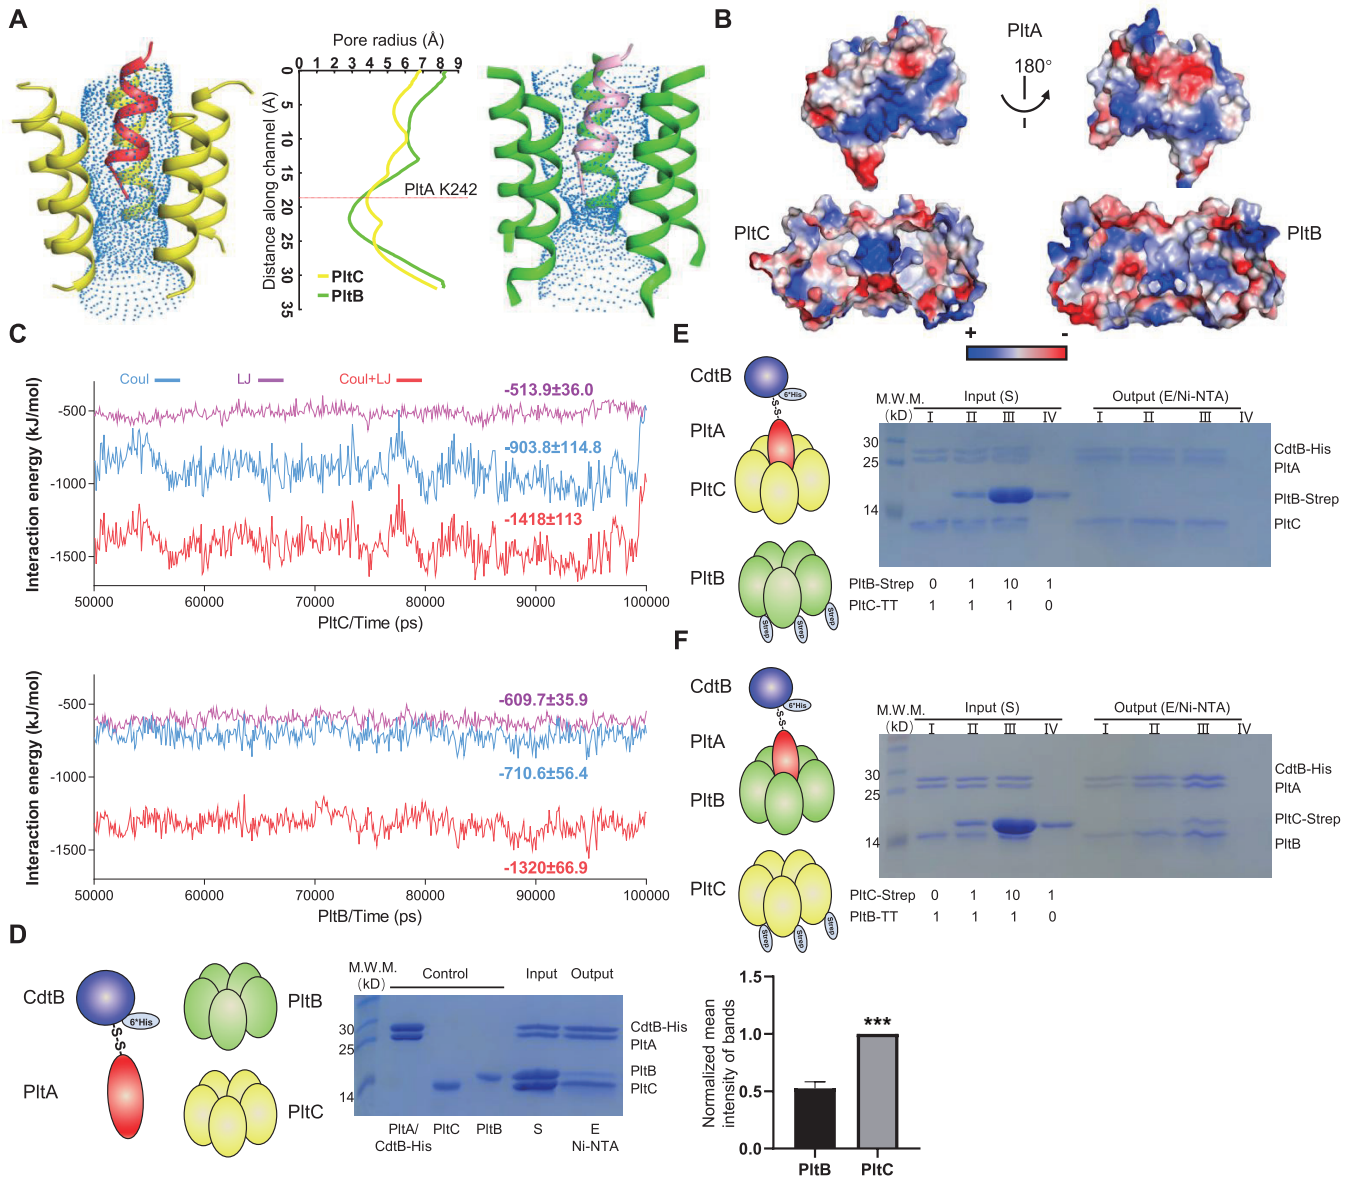 A
Pore radius (Å)
0 1 2 3 4 5 6 7 8 9
Distance along channel (A)
0
5
10
15
20
25
30
35
PltA K242
PltC
PltB
B
PltA
180°
PltC
PltB
+
-
C
Coul
LJ
Coul+LJ
Interaction energy (kJ/mol)
-500
-1000
-1500
-513.9±36.0
-903.8±114.8
-1418±113
50000 60000 70000 80000 90000 100000
PltC/Time (ps)
Interaction energy (kJ/mol)
-500
-1000
-1500
-609.7±35.9
-710.6±56.4
-1320±66.9
50000 60000 70000 80000 90000 100000
PltB/Time (ps)
D
CdtB
6*His
-S-S-
PltA
PltB
PltC
M.W.M.
(kD)
Control
Input
Output
30
25
14
CdtB-His
PltA
PltB
PltC
PltA/
CdtB-His
PltC
PltB
S
E
Ni-NTA
Normalized mean
intensity of bands
1.5
1.0
0.5
0.0
***
PltB
PltC
E
CdtB
6*His
-S-S-
PltA
PltC
PltB
Strep
Strep
Strep
M.W.M.
(kD)
Input (S)
Output (E/Ni-NTA)
I II III IV
I II III IV
30
25
14
CdtB-His
PltA
PltB-Strep
PltC
PltB-Strep 0 1 10 1
PltC-TT 1 1 1 0
F
CdtB
6*His
-S-S-
PltA
PltB
PltC
Strep
Strep
Strep
M.W.M.
(kD)
Input (S)
Output (E/Ni-NTA)
I II III IV
I II III IV
30
25
14
CdtB-His
PltA
PltC-Strep
PltB
PltC-Strep 0 1 10 1
PltB-TT 1 1 1 0